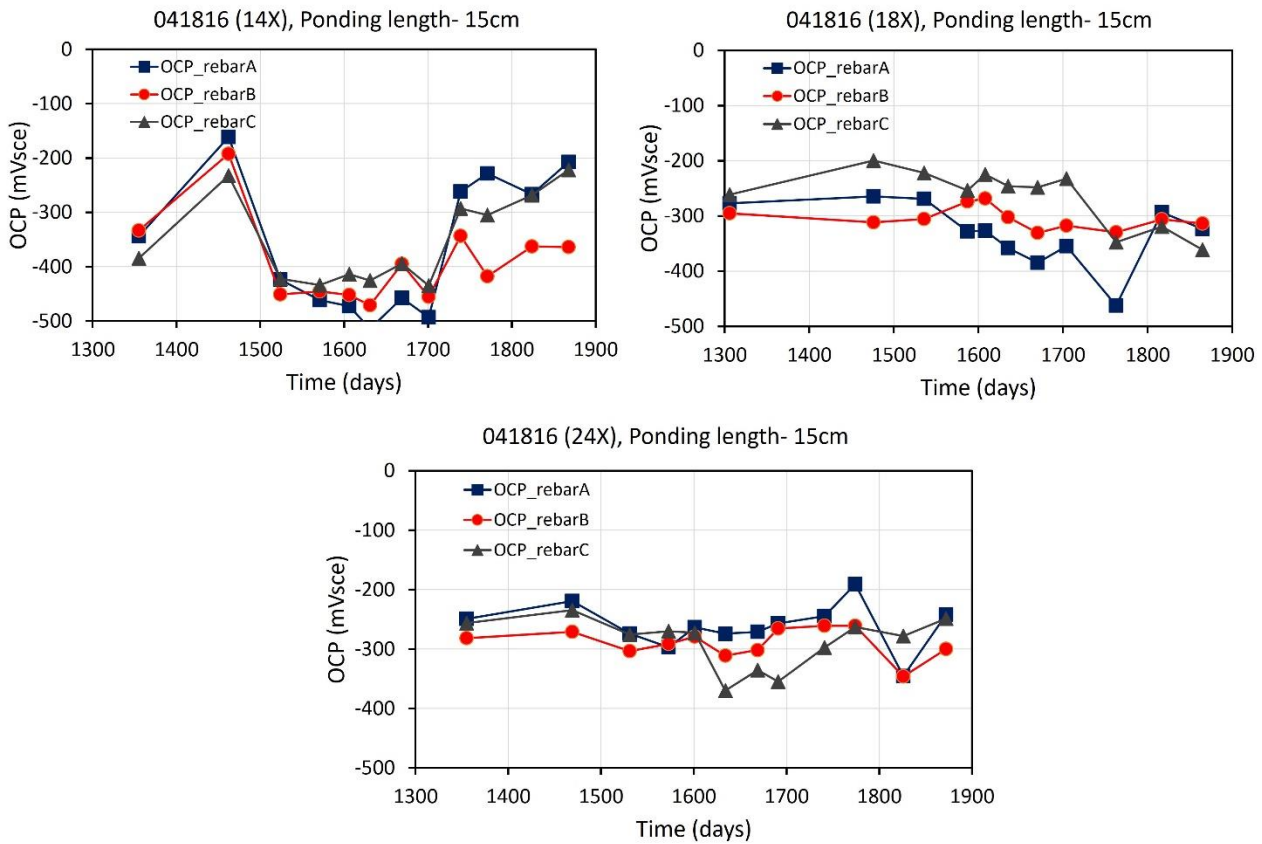 041816 (14X), Ponding length- 15cm
0
-100
-200
-300
-400
-500
OCP (mVsce)
OCP_rebarA
OCP_rebarB
OCP_rebarC
1300 1400 1500 1600 1700 1800 1900
Time (days)
041816 (18X), Ponding length- 15cm
0
-100
-200
-300
-400
-500
OCP (mVsce)
OCP_rebarA
OCP_rebarB
OCP_rebarC
1300 1400 1500 1600 1700 1800 1900
Time (days)
041816 (24X), Ponding length- 15cm
0
-100
-200
-300
-400
-500
OCP (mVsce)
OCP_rebarA
OCP_rebarB
OCP_rebarC
1300 1400 1500 1600 1700 1800 1900
Time (days)